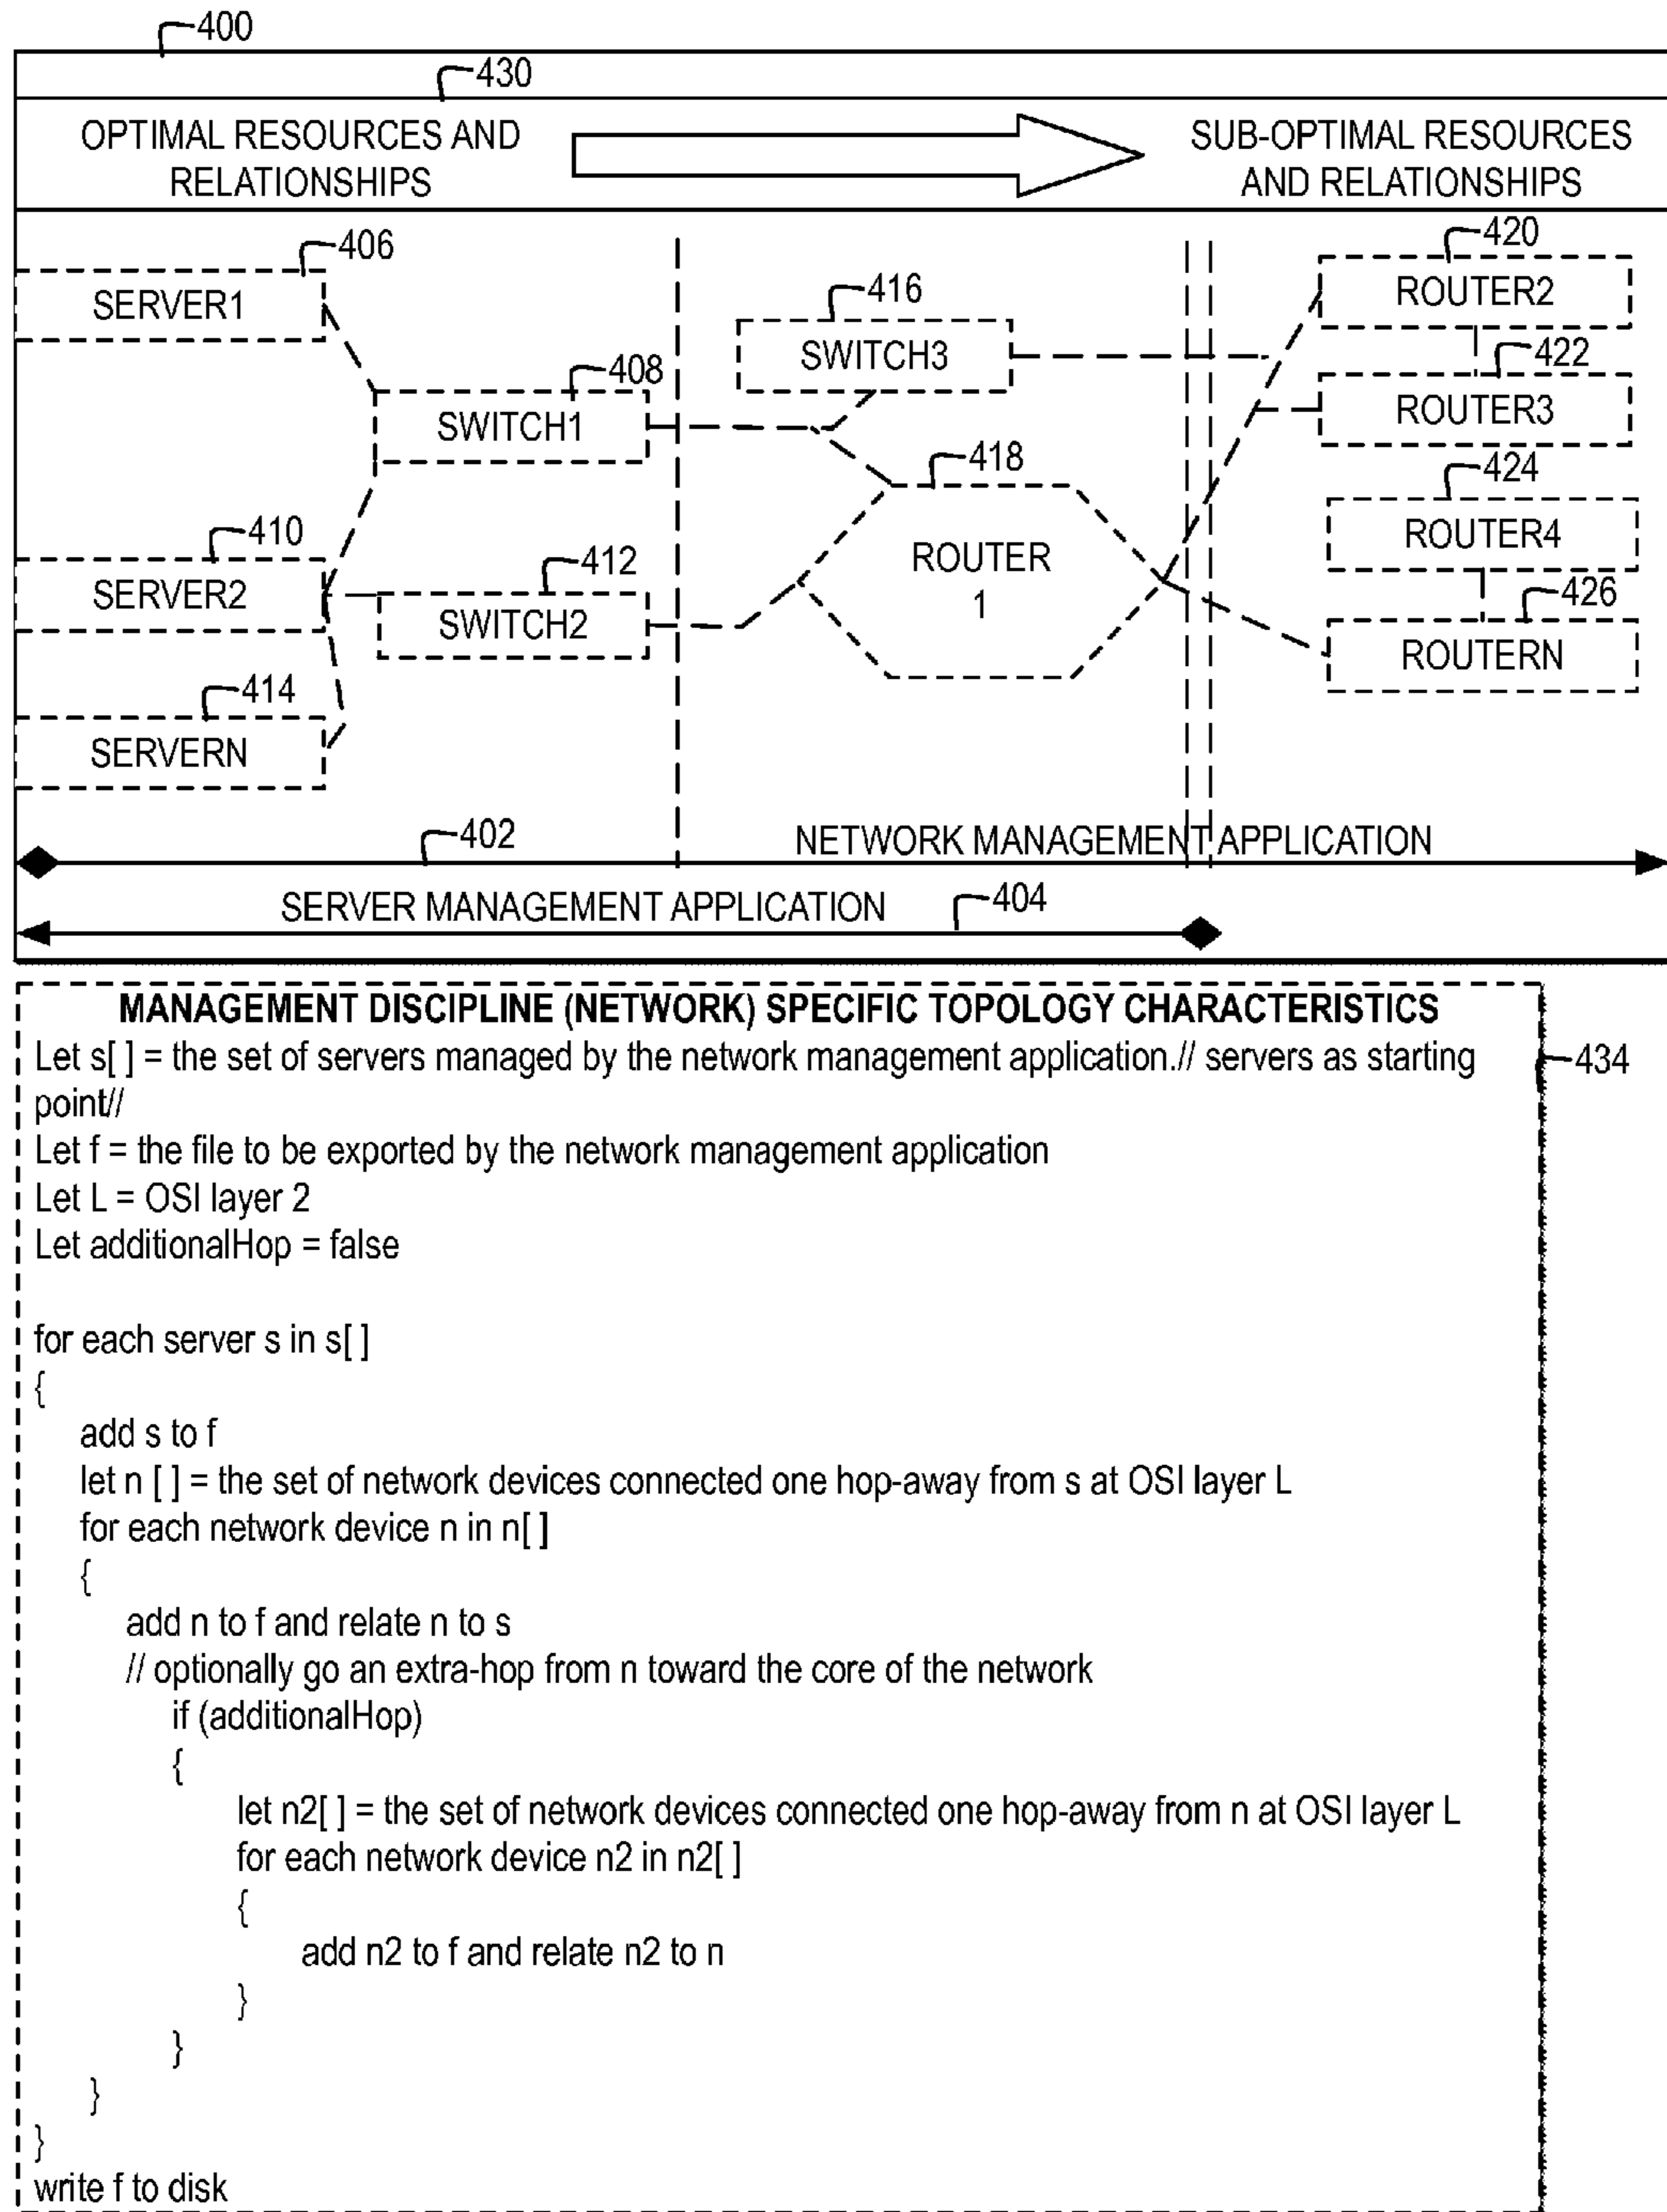 400
430
OPTIMAL RESOURCES AND
RELATIONSHIPS
SUB-OPTIMAL RESOURCES
AND RELATIONSHIPS
406
SERVER1
420
ROUTER2
416
SWITCH3
408
SWITCH1
422
ROUTER3
418
ROUTER
1
424
ROUTER4
410
SERVER2
412
SWITCH2
426
ROUTERN
414
SERVERN
402
NETWORK MANAGEMENT APPLICATION
SERVER MANAGEMENT APPLICATION
404
MANAGEMENT DISCIPLINE (NETWORK) SPECIFIC TOPOLOGY CHARACTERISTICS
434
Let s[ ] = the set of servers managed by the network management application.// servers as starting
point//
Let f = the file to be exported by the network management application
Let L = OSI layer 2
Let additionalHop = false
for each server s in s[ ]
{
add s to f
let n [ ] = the set of network devices connected one hop-away from s at OSI layer L
for each network device n in n[ ]
{
add n to f and relate n to s
// optionally go an extra-hop from n toward the core of the network
if (additionalHop)
{
let n2[ ] = the set of network devices connected one hop-away from n at OSI layer L
for each network device n2 in n2[ ]
{
add n2 to f and relate n2 to n
}
}
}
}
write f to disk